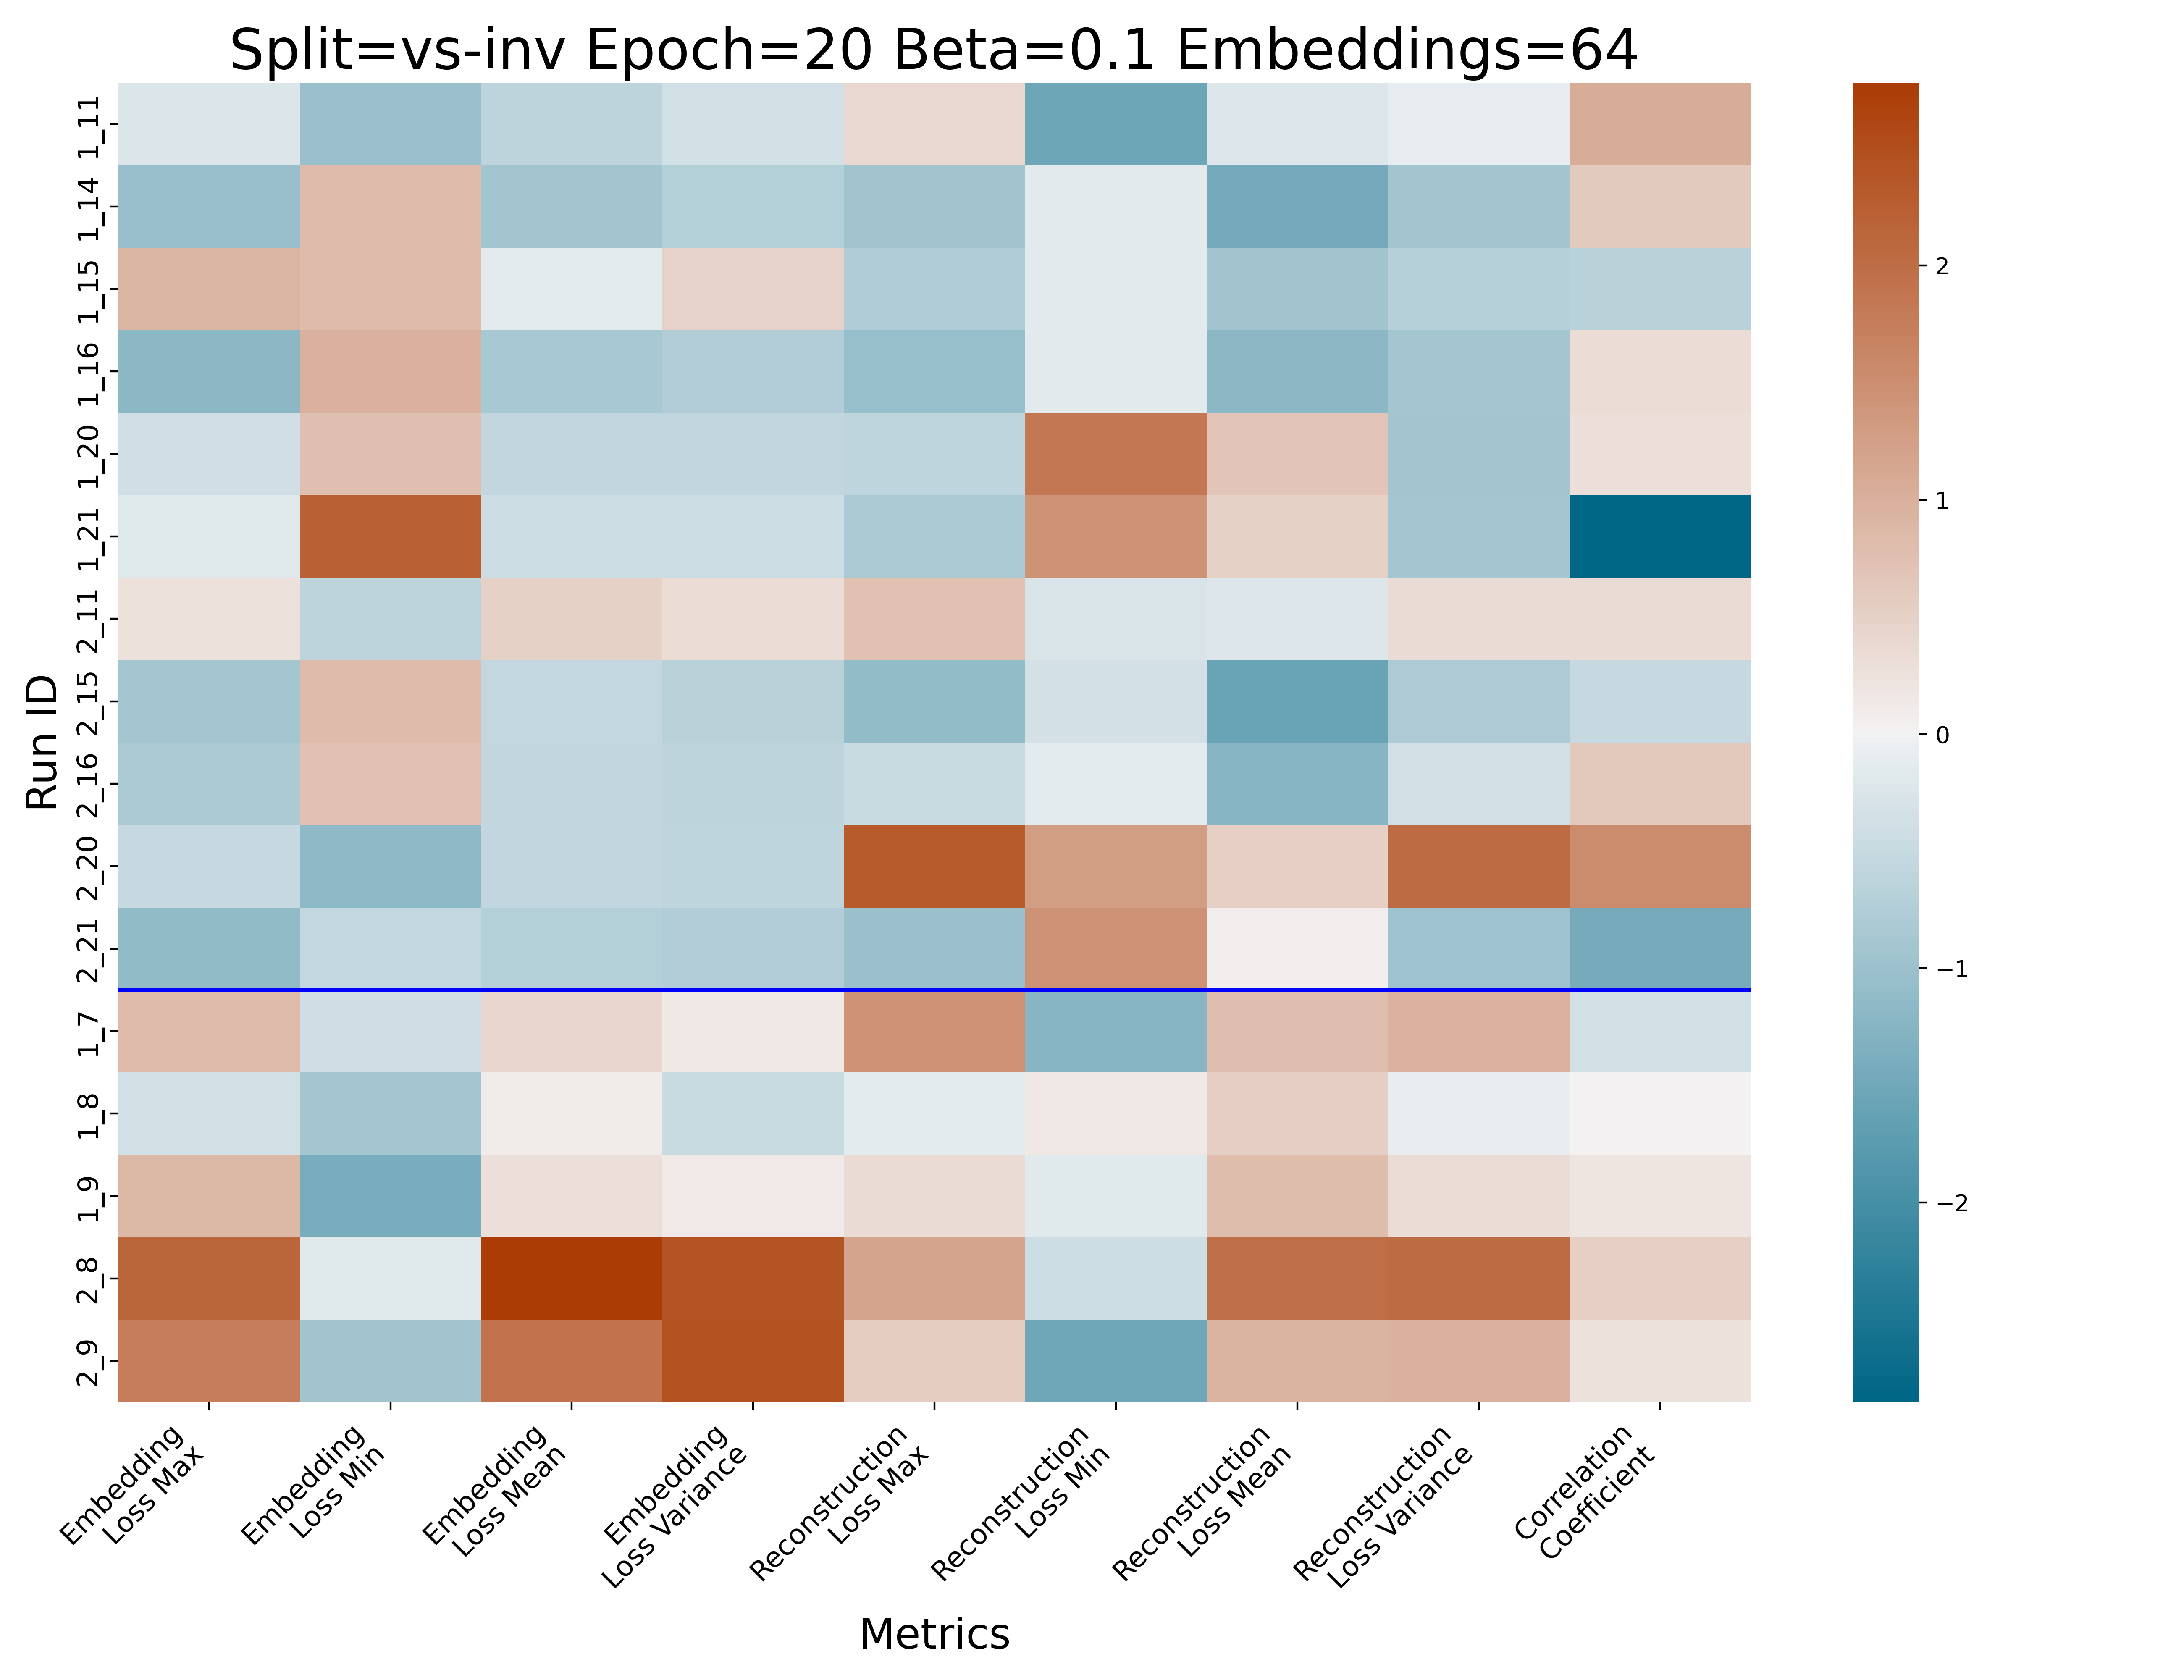 Split=vs-inv Epoch=20 Beta=0.1 Embeddings=64
Run ID
1_11
1_14
1_15
1_16
1_20
1_21
2_11
2_15
2_16
2_20
2_21
1_7
1_8
1_9
2_8
2_9
Embedding
Loss Max
Embedding
Loss Min
Embedding
Loss Mean
Embedding
Loss Variance
Reconstruction
Loss Max
Reconstruction
Loss Min
Reconstruction
Loss Mean
Reconstruction
Loss Variance
Correlation
Coefficient
Metrics
2
1
0
−1
−2